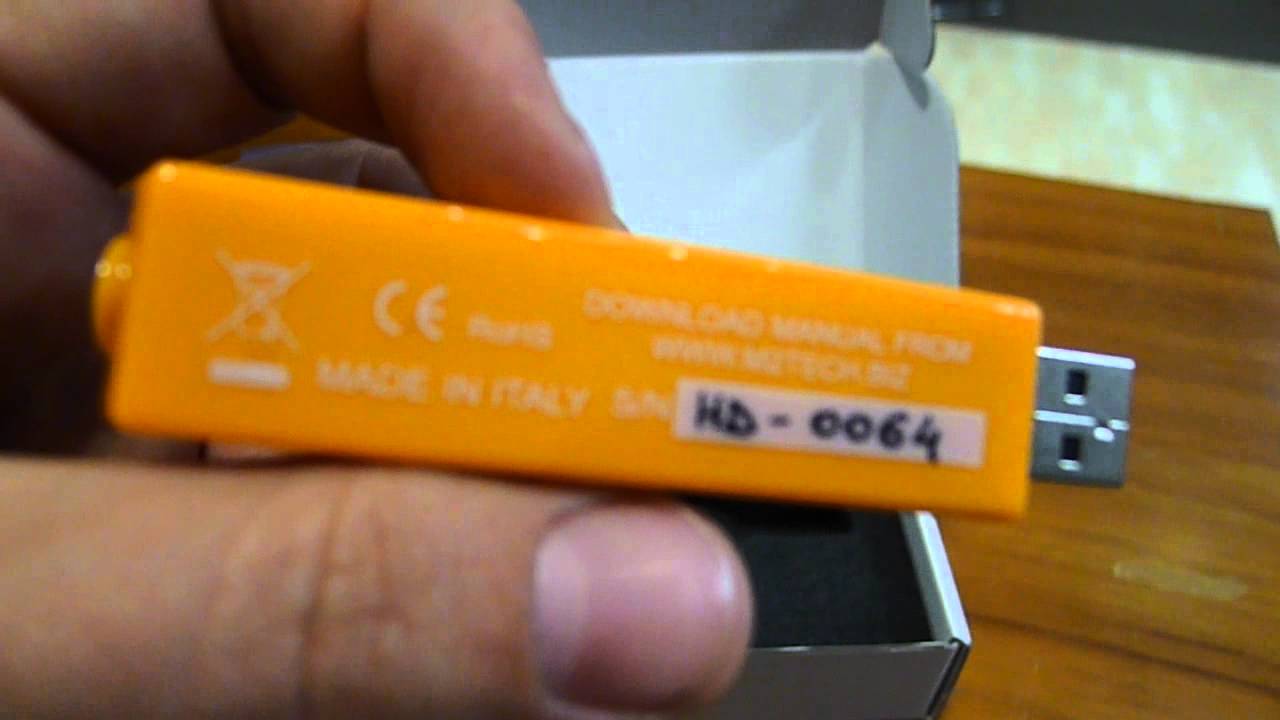 CE RoHS
DOWNLOAD MANUAL FROM
WWW.M2TECH.BIZ
MADE IN ITALY S/N HD-0064